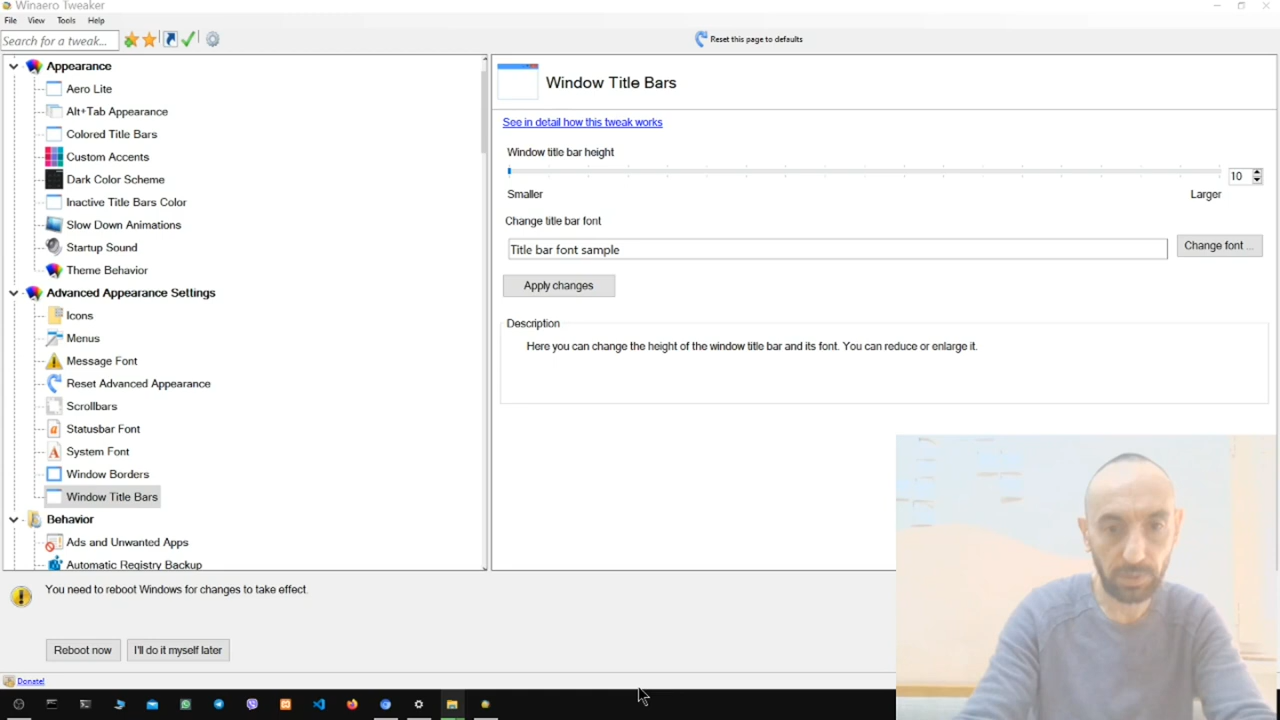 Winaero Tweaker
File View Tools Help
Search for a tweak...
Reset this page to defaults
Appearance
Aero Lite
Alt+Tab Appearance
Colored Title Bars
Custom Accents
Dark Color Scheme
Inactive Title Bars Color
Slow Down Animations
Startup Sound
Theme Behavior
Advanced Appearance Settings
Icons
Menus
Message Font
Reset Advanced Appearance
Scrollbars
Statusbar Font
System Font
Window Borders
Window Title Bars
Behavior
Ads and Unwanted Apps
Automatic Registry Backup
Window Title Bars
See in detail how this tweak works
Window title bar height
10
Smaller Larger
Change title bar font
Title bar font sample
Change font ...
Apply changes
Description
Here you can change the height of the window title bar and its font. You can reduce or enlarge it.
You need to reboot Windows for changes to take effect.
Reboot now
I'll do it myself later
Donate!